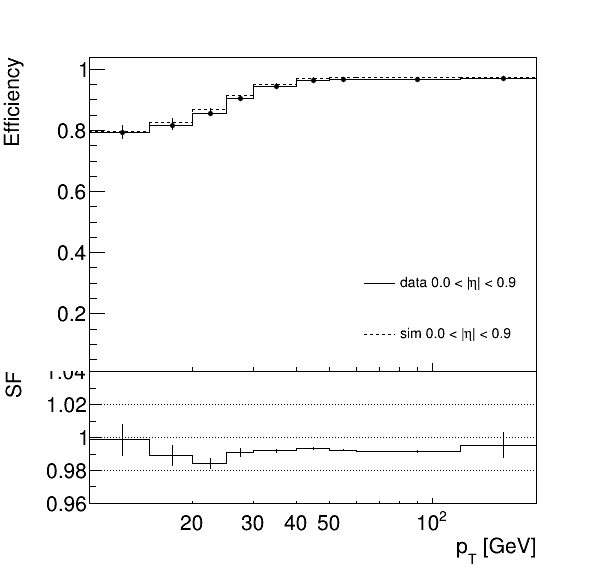 Efficiency
1
0.8
0.6
0.4
0.2
data 0.0 < |η| < 0.9
sim 0.0 < |η| < 0.9
SF
1.04
1.02
1
0.98
0.96
20 30 40 50 10²
p_T [GeV]